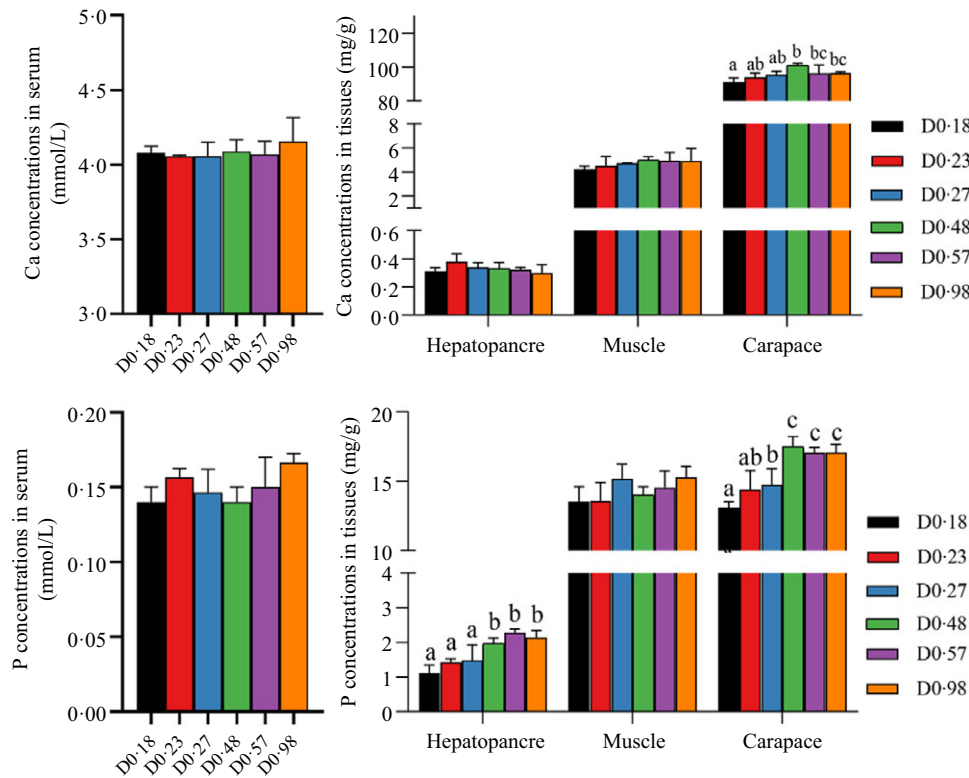 Ca concentrations in serum
(mmol/L)
5·0
4·5
4·0
3·5
3·0
D0·18
D0·23
D0·27
D0·48
D0·57
D0·98
Ca concentrations in tissues (mg/g)
120
100
80
8
6
4
2
0·6
0·4
0·2
0·0
a
ab
ab
b
bc
bc
Hepatopancre
Muscle
Carapace
D0·18
D0·23
D0·27
D0·48
D0·57
D0·98
P concentrations in serum
(mmol/L)
0·20
0·15
0·10
0·05
0·00
D0·18
D0·23
D0·27
D0·48
D0·57
D0·98
P concentrations in tissues (mg/g)
20
15
10
4
3
2
1
0
a
a
a
b
b
b
a
ab
b
c
c
c
Hepatopancre
Muscle
Carapace
D0·18
D0·23
D0·27
D0·48
D0·57
D0·98